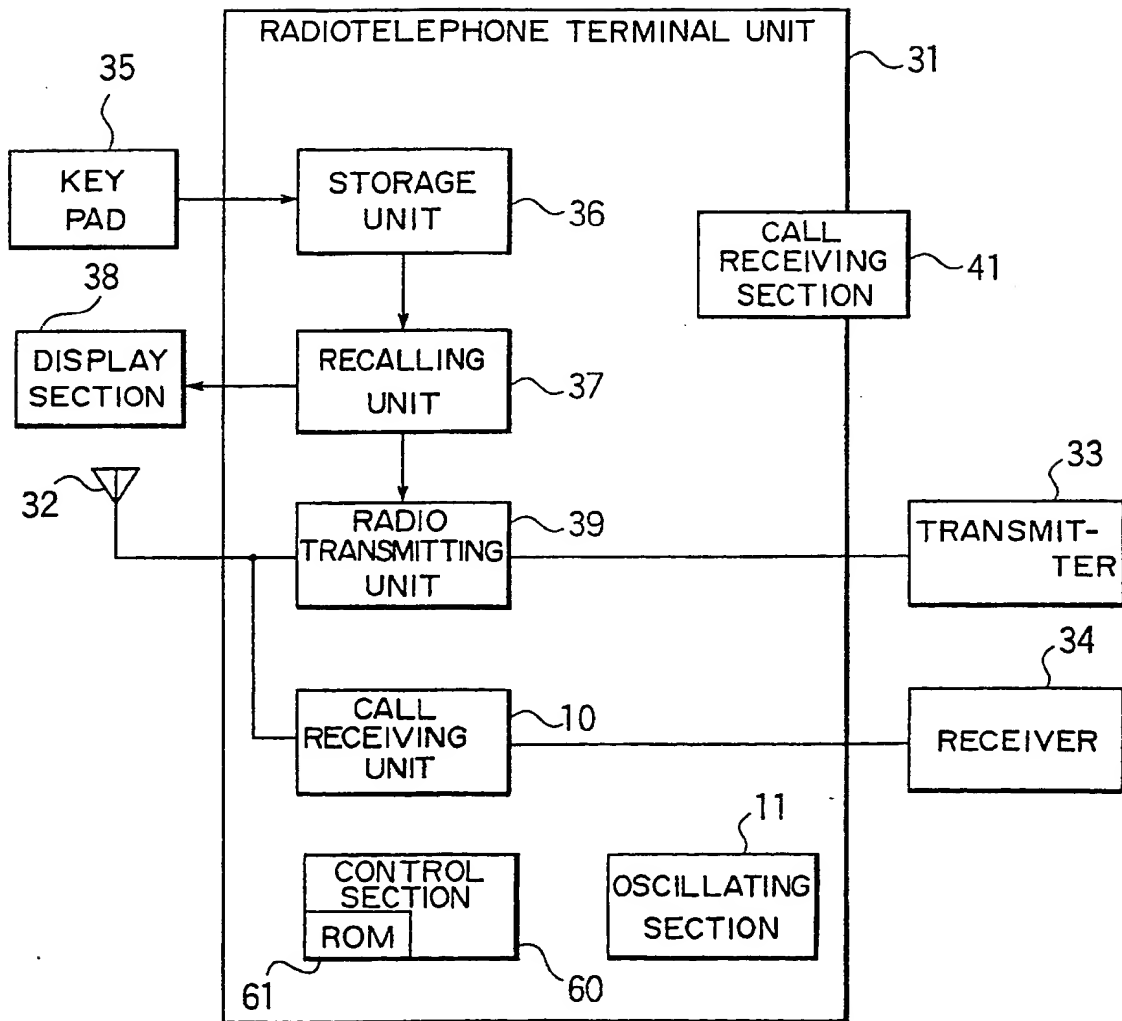 RADIOTELEPHONE TERMINAL UNIT
31
35
KEY
PAD
STORAGE
UNIT
36
CALL
RECEIVING
SECTION
41
38
DISPLAY
SECTION
RECALLING
UNIT
37
32
RADIO
TRANSMITTING
UNIT
39
33
TRANSMIT-
TER
CALL
RECEIVING
UNIT
10
34
RECEIVER
11
CONTROL
SECTION
ROM
61
60
OSCILLATING
SECTION